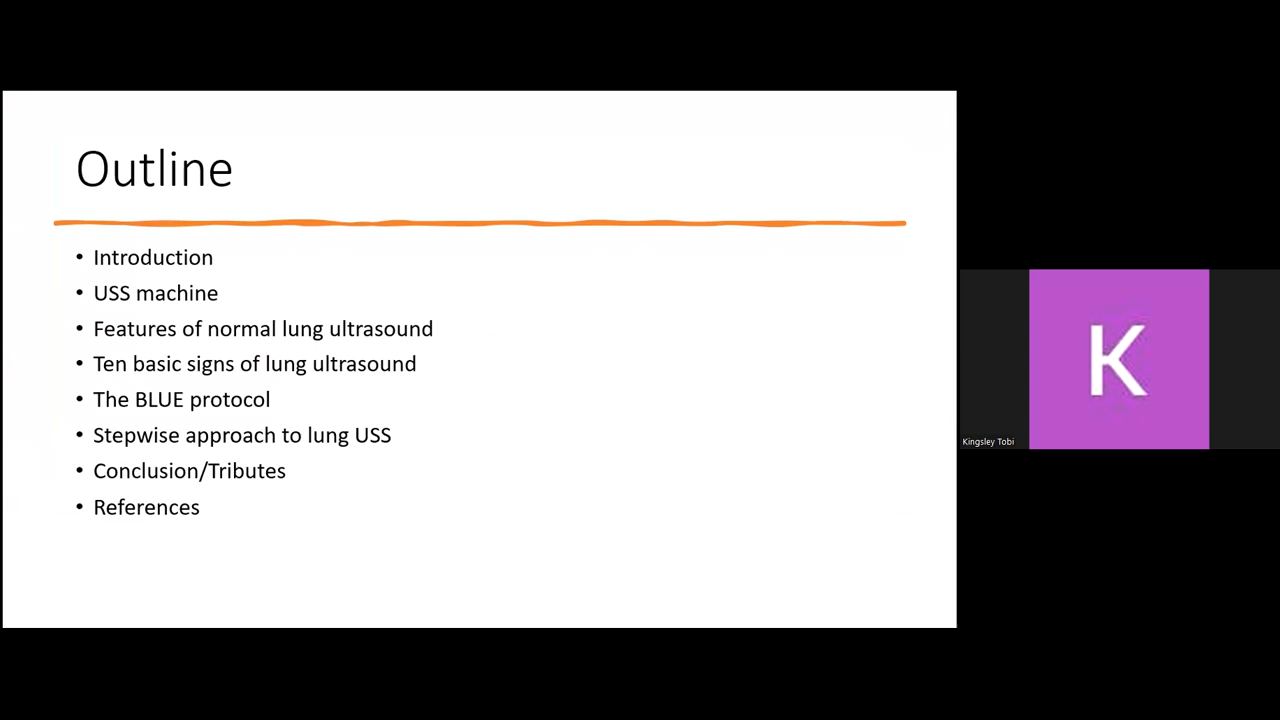 Outline
• Introduction
• USS machine
• Features of normal lung ultrasound
• Ten basic signs of lung ultrasound
• The BLUE protocol
• Stepwise approach to lung USS
• Conclusion/Tributes
• References
K
Kingsley Tobi